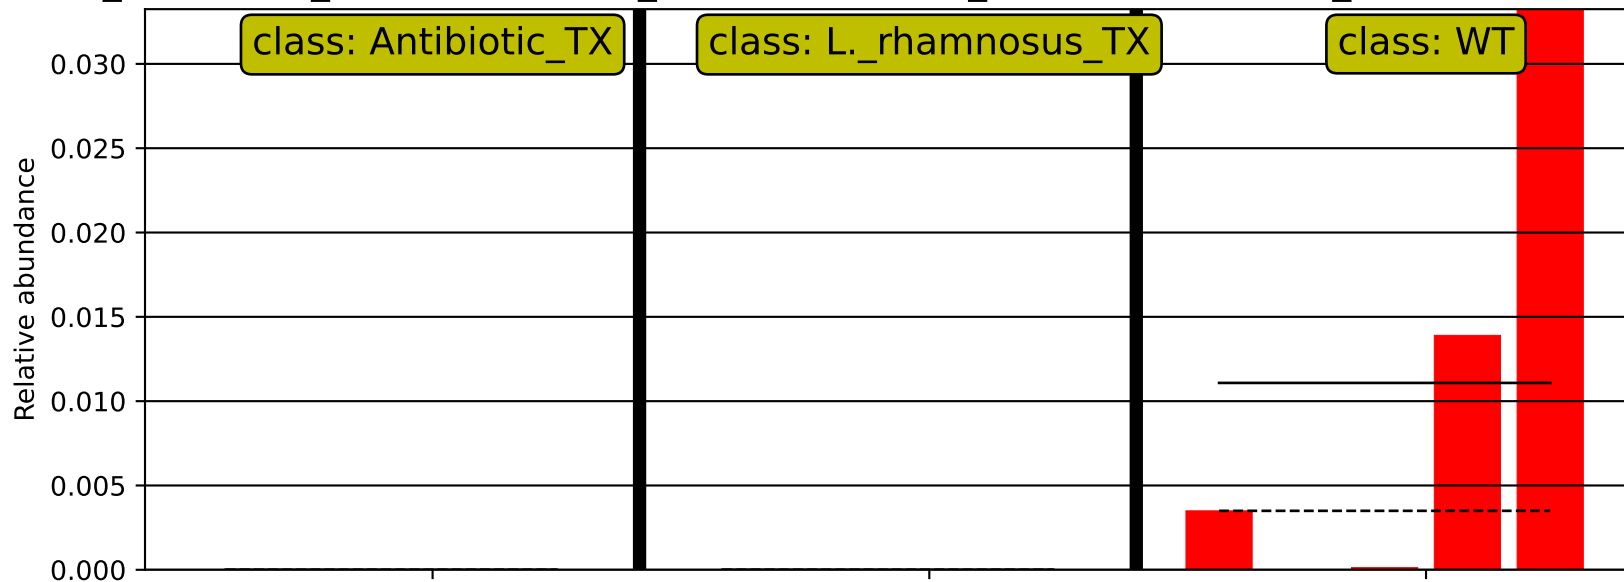 class: Antibiotic_TX
class: L._rhamnosus_TX
class: WT
Relative abundance
0.030
0.025
0.020
0.015
0.010
0.005
0.000